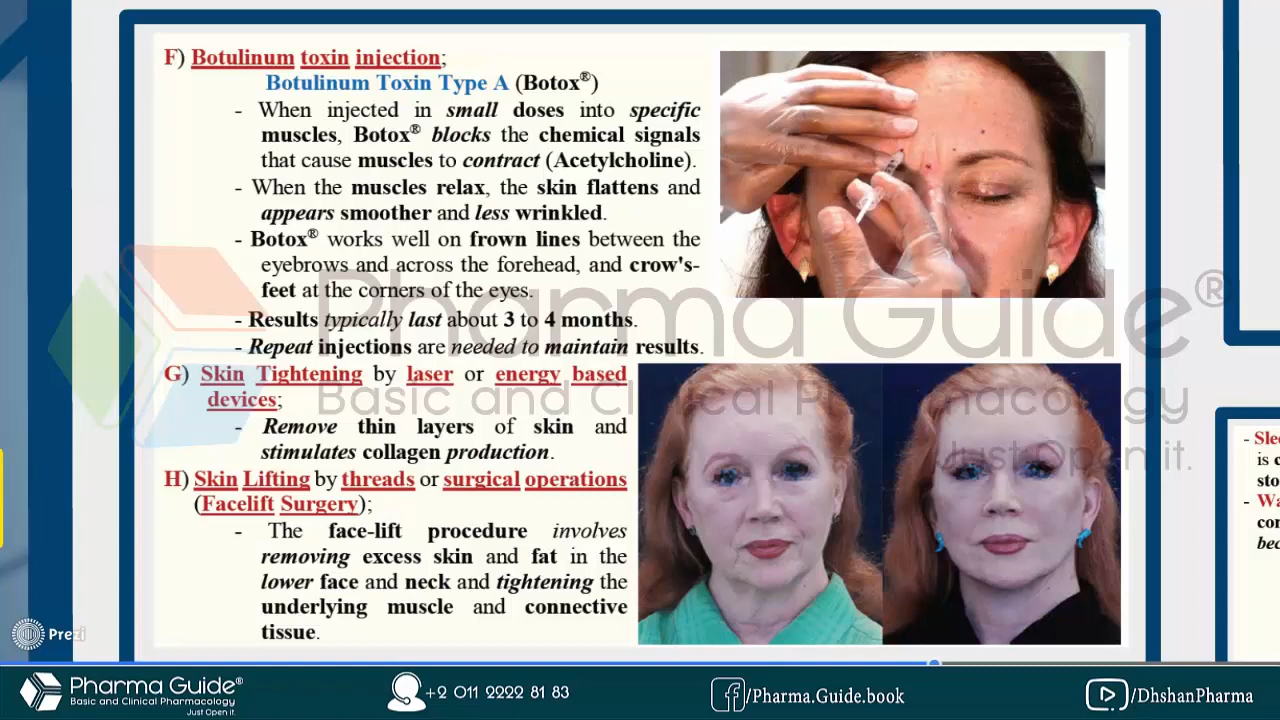 F) Botulinum toxin injection;
Botulinum Toxin Type A (Botox®)
- When injected in small doses into specific
muscles, Botox® blocks the chemical signals
that cause muscles to contract (Acetylcholine).
- When the muscles relax, the skin flattens and
appears smoother and less wrinkled.
- Botox® works well on frown lines between the
eyebrows and across the forehead, and crow's-
feet at the corners of the eyes.
- Results typically last about 3 to 4 months.
- Repeat injections are needed to maintain results.
G) Skin Tightening by laser or energy based
devices;
- Remove thin layers of skin and
stimulates collagen production.
H) Skin Lifting by threads or surgical operations
(Facelift Surgery);
- The face-lift procedure involves
removing excess skin and fat in the
lower face and neck and tightening the
underlying muscle and connective
tissue.
Pharma Guide®
Basic and Clinical Pharmacology
Just Open it.
- Slee
is c
sto
- Wa
con
bec
Prezi
Pharma Guide®
Basic and Clinical Pharmacology
Just Open it.
+2 011 2222 81 83
/Pharma.Guide.book
/DhshanPharma